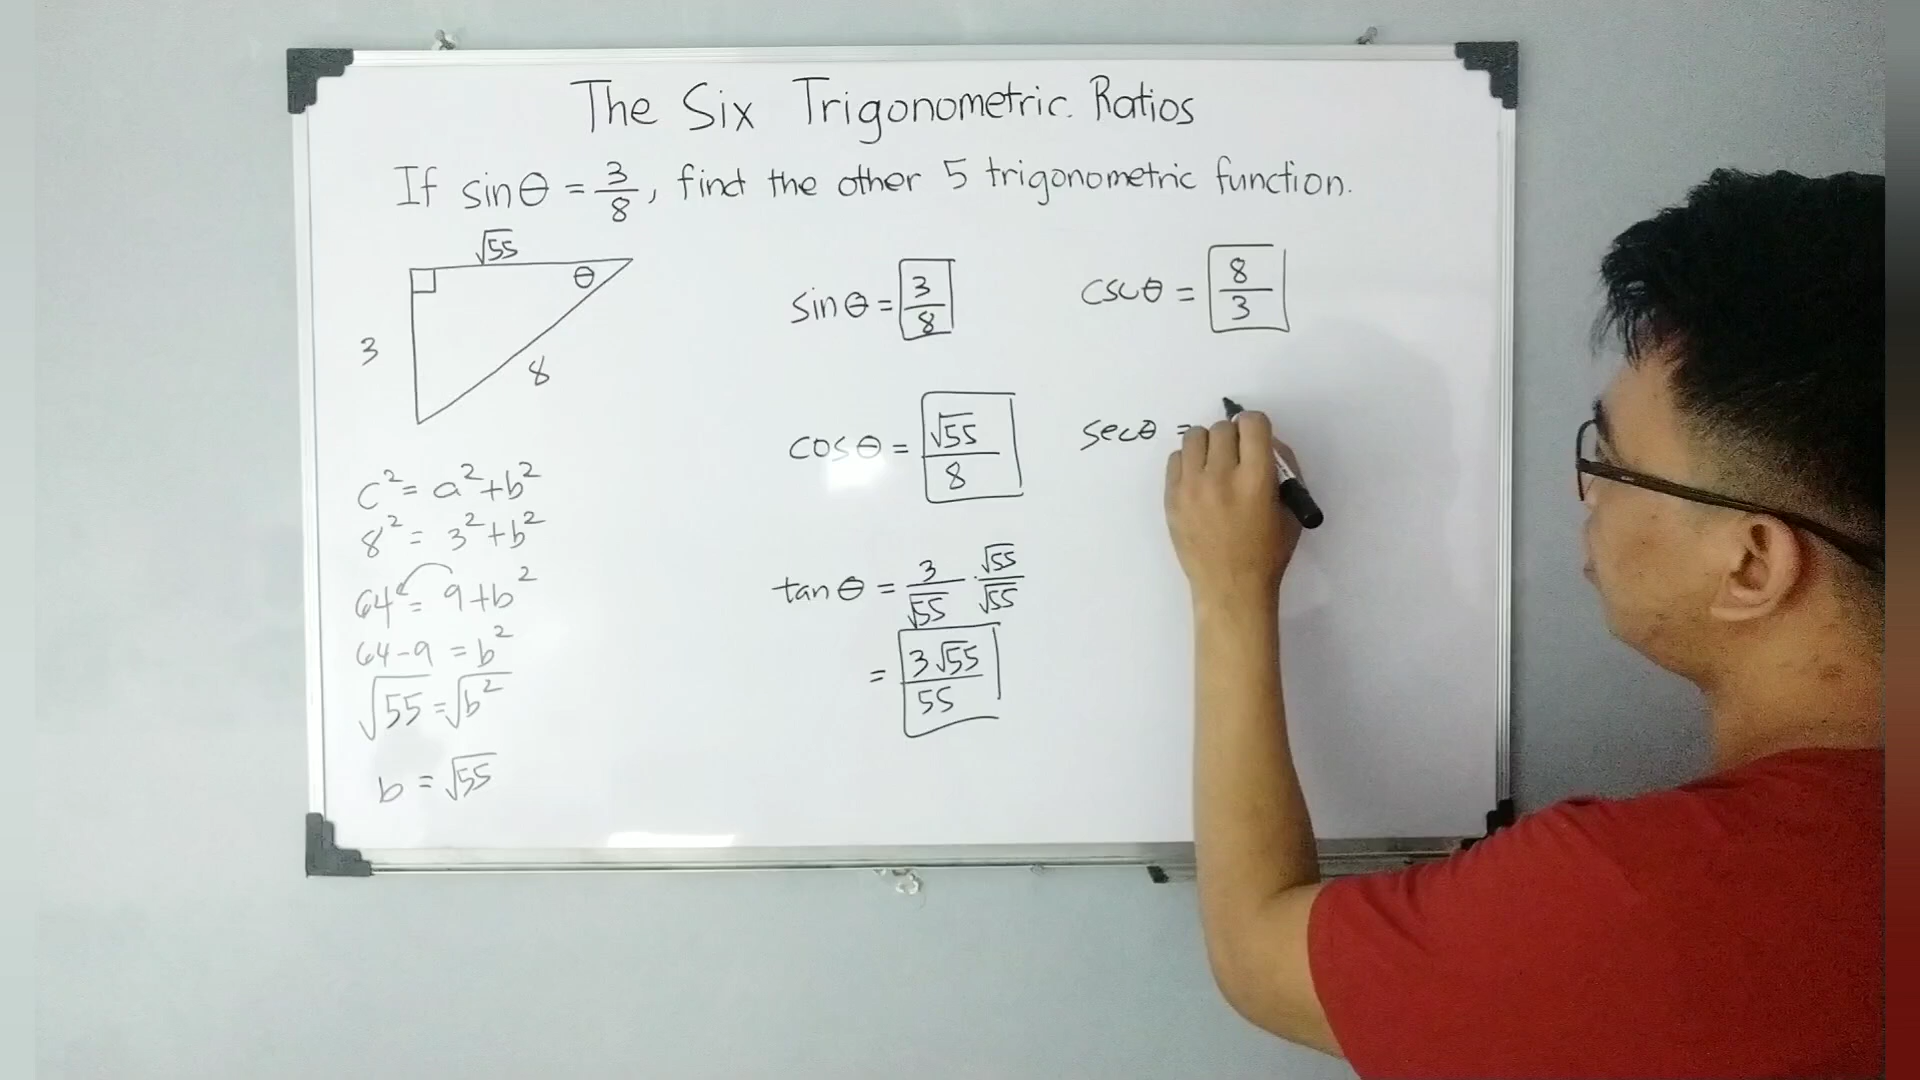 The Six Trigonometric Ratios
If sinθ = 3/8, find the other 5 trigonometric function.
√55
θ
3
8
c² = a² + b²
8² = 3² + b²
64 = 9 + b²
64 - 9 = b²
√55 = √b²
b = √55
sinθ = 3/8
cosθ = √55/8
tanθ = 3/√55 · √55/√55
= 3√55/55
cscθ = 8/3
secθ =